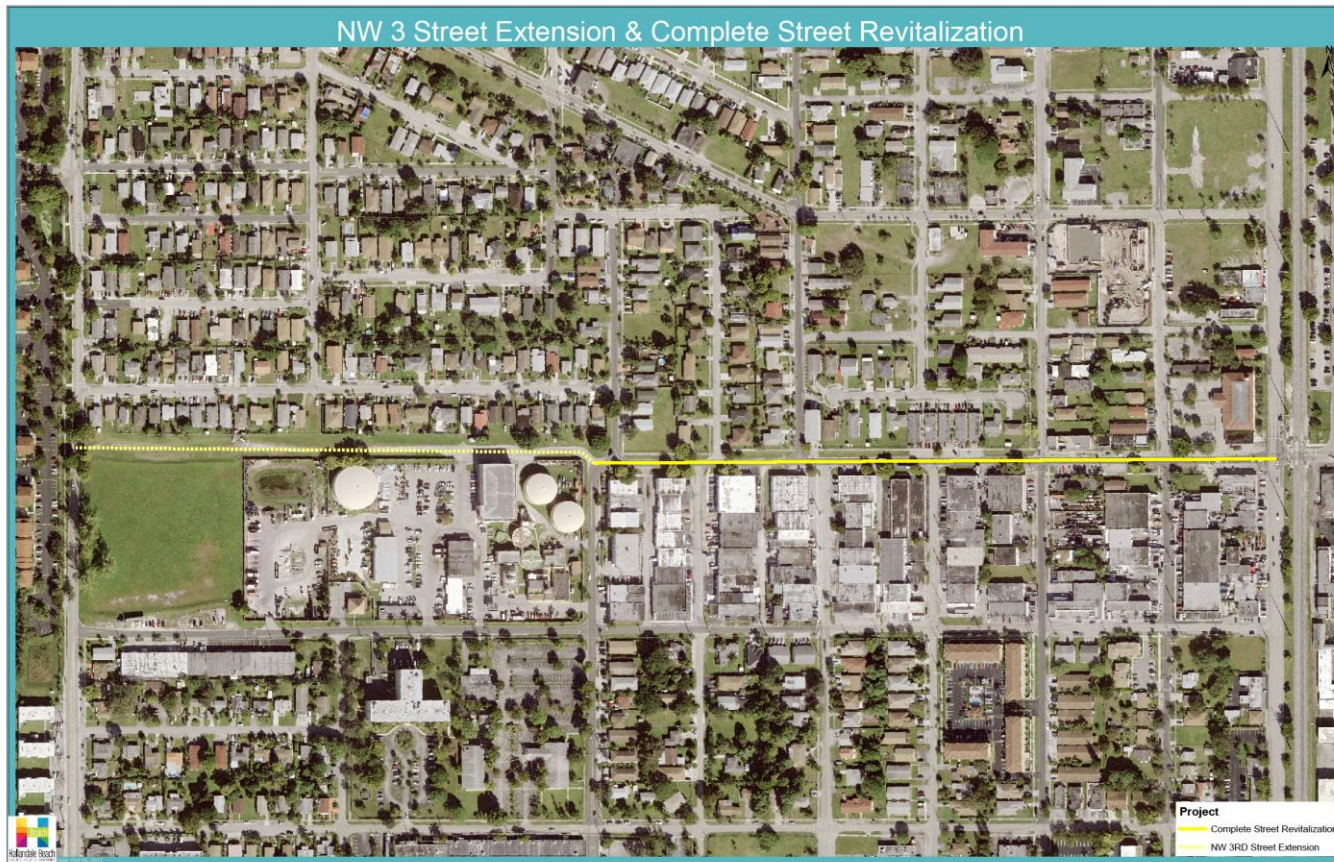 NW 3 Street Extension & Complete Street Revitalization
Project
Complete Street Revitalization
NW 3RD Street Extension
Hallandale Beach